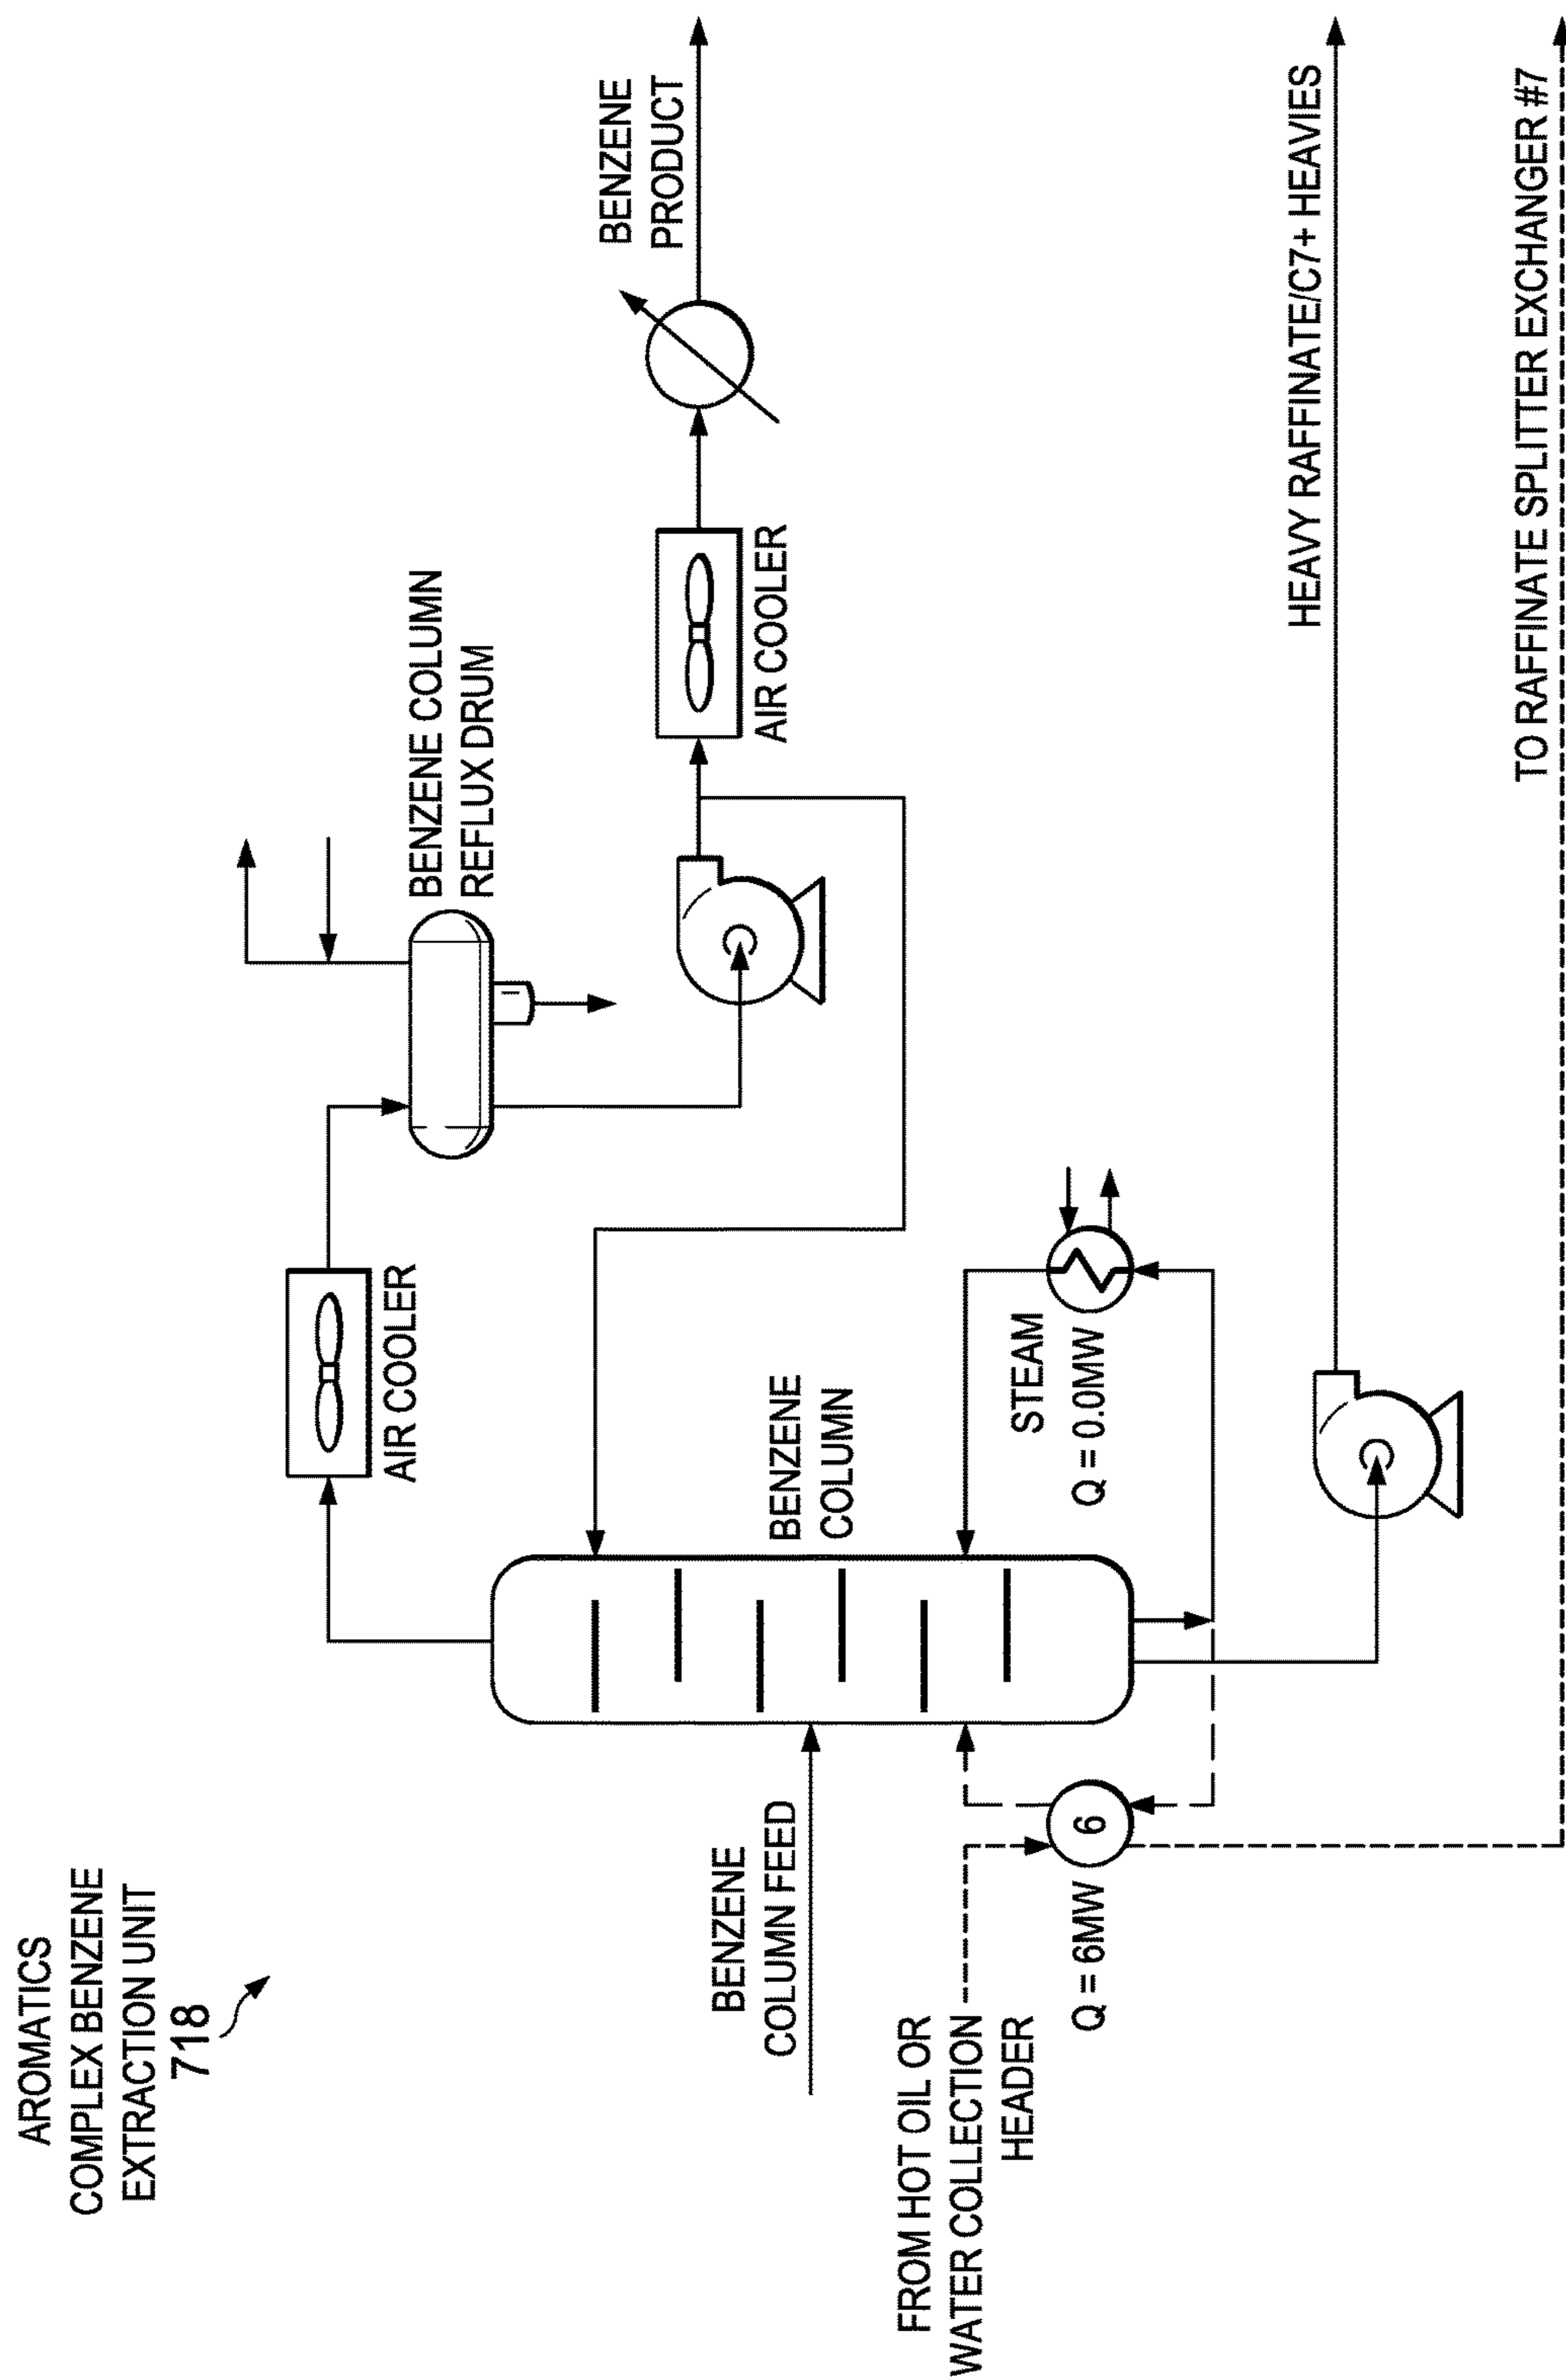 AROMATICS
COMPLEX BENZENE
EXTRACTION UNIT
718
AIR COOLER
BENZENE COLUMN
REFLUX DRUM
BENZENE
PRODUCT
AIR COOLER
BENZENE
COLUMN FEED
BENZENE
COLUMN
FROM HOT OIL OR
WATER COLLECTION
HEADER
STEAM
Q = 0.0MW
Q = 6MW
6
HEAVY RAFFINATE/C7+ HEAVIES
TO RAFFINATE SPLITTER EXCHANGER #7